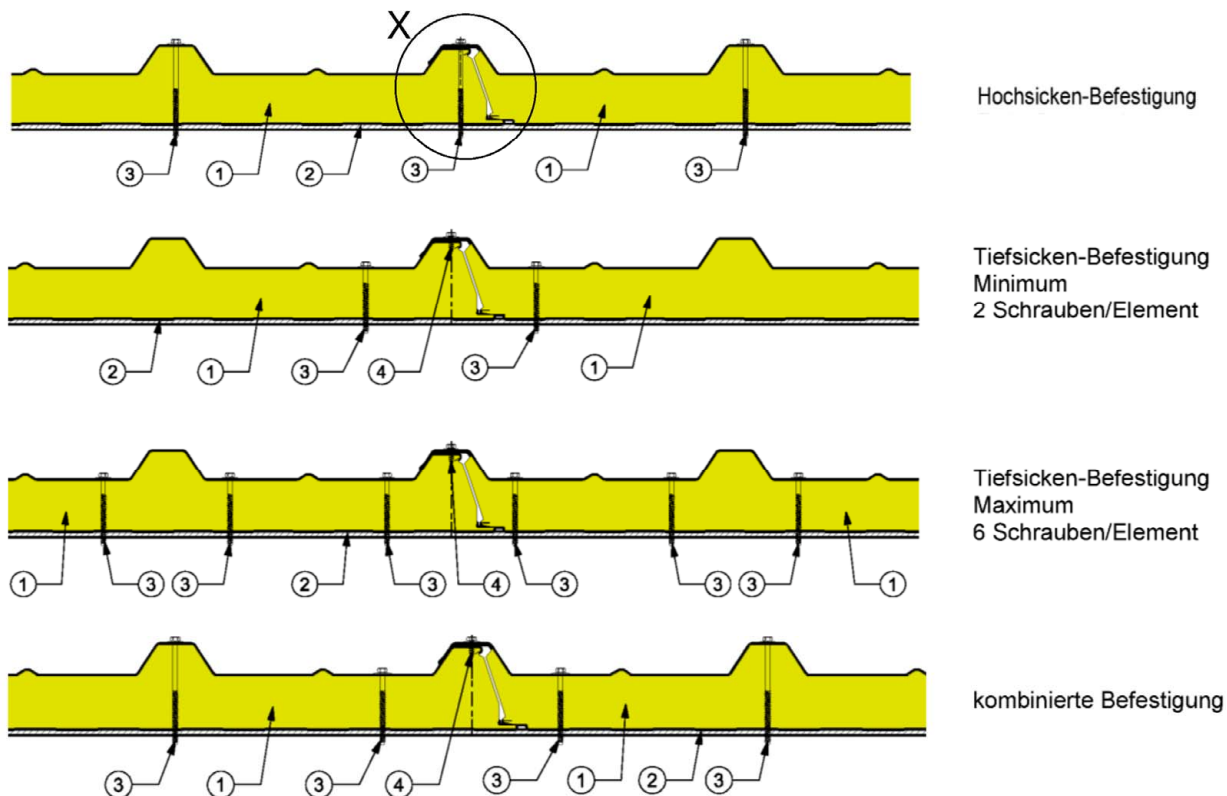 X
Hochsicken-Befestigung
3 1 2 3 1 3
Tiefsicken-Befestigung
Minimum
2 Schrauben/Element
2 1 3 4 3 1
Tiefsicken-Befestigung
Maximum
6 Schrauben/Element
1 3 3 2 3 4 3 3 3 1
kombinierte Befestigung
3 1 3 4 3 1 2 3